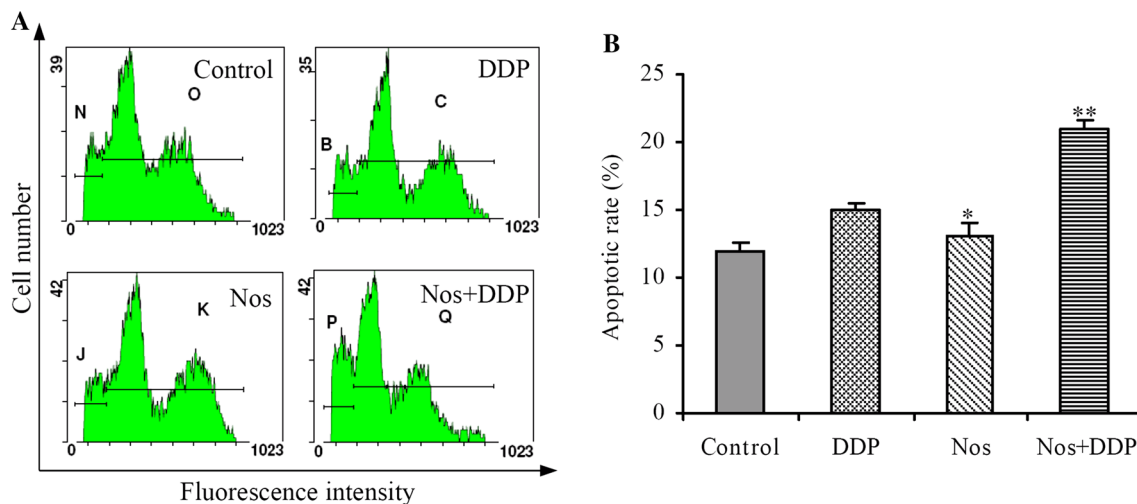 A
Cell number
39
Control
N
O
0
1023
35
DDP
B
C
0
1023
42
Nos
J
K
0
1023
42
Nos+DDP
P
Q
0
1023
Fluorescence intensity
B
Apoptotic rate (%)
25
20
15
10
5
0
*
**
Control
DDP
Nos
Nos+DDP